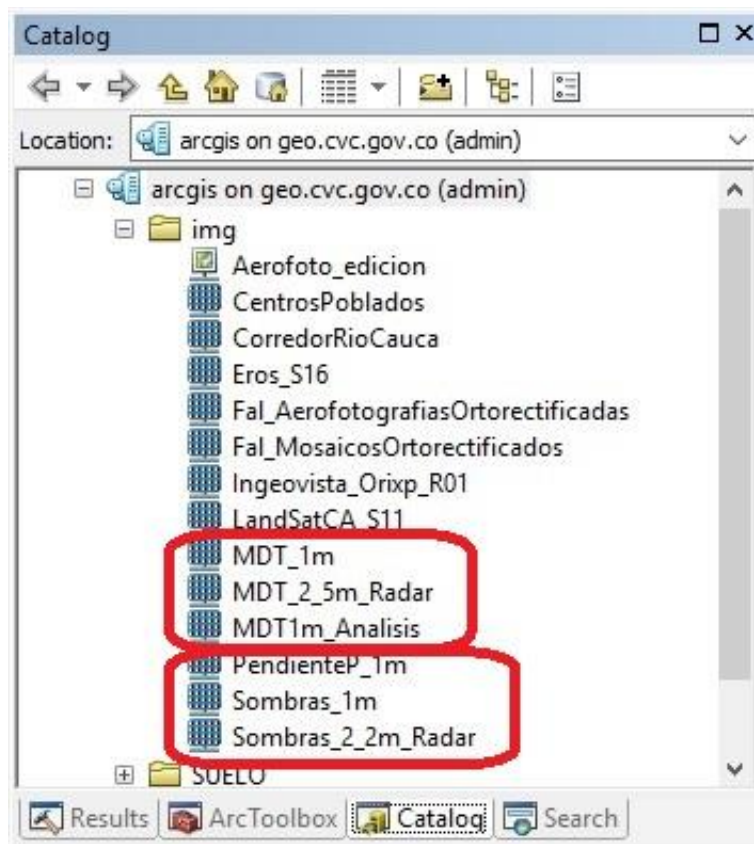 Catalog
Location: arcgis on geo.cvc.gov.co (admin)
arcgis on geo.cvc.gov.co (admin)
img
Aerofoto_edicion
CentrosPoblados
CorredorRioCauca
Eros_S16
Fal_AerofotografiasOrtorectificadas
Fal_MosaicosOrtorectificados
Ingeovista_Orixp_R01
LandSatCA_S11
MDT_1m
MDT_2_5m_Radar
MDT1m_Analisis
PendienteP_1m
Sombras_1m
Sombras_2_2m_Radar
SUELO
Results ArcToolbox Catalog Search